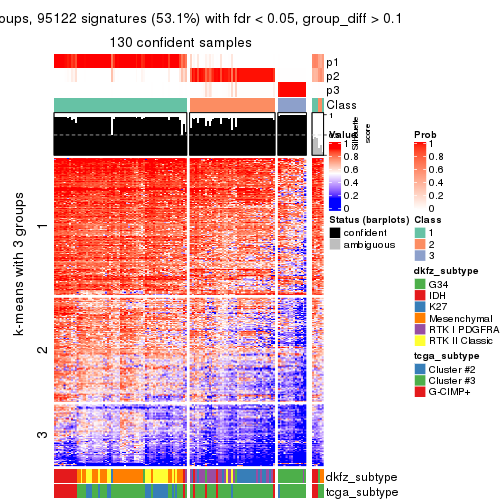 oups, 95122 signatures (53.1%) with fdr < 0.05, group_diff > 0.1
130 confident samples
p1
p2
p3
Class
1
Silhouette
score
Value
1
0.8
0.6
0.4
0.2
0
Prob
1
0.8
0.6
0.4
0.2
0
Status (barplots)
confident
ambiguous
Class
1
2
3
dkfz_subtype
G34
IDH
K27
Mesenchymal
RTK I PDGFRA
RTK II Classic
tcga_subtype
Cluster #2
Cluster #3
G-CIMP+
k-means with 3 groups
1
2
3
dkfz_subtype
tcga_subtype